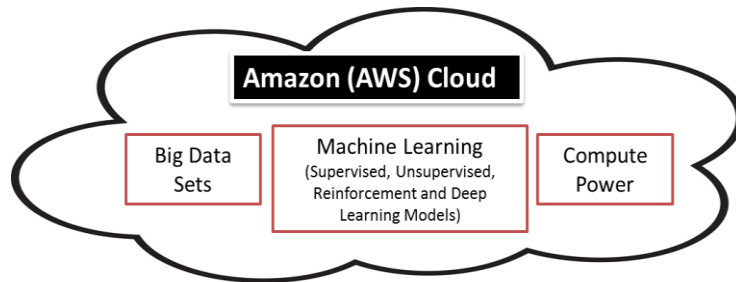 Amazon (AWS) Cloud
Big Data
Sets
Machine Learning
(Supervised, Unsupervised,
Reinforcement and Deep
Learning Models)
Compute
Power